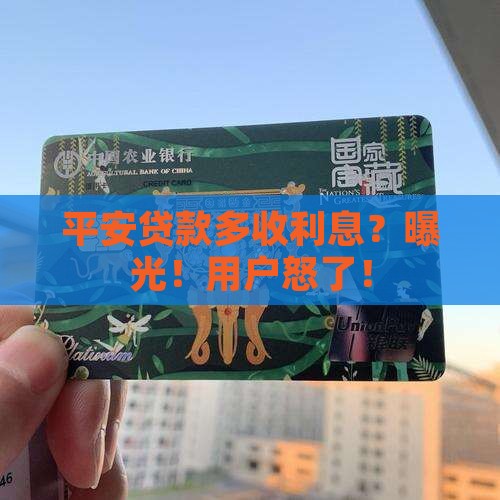 中国农业银行
AGRICULTURAL BANK OF CHINA
CREDIT CARD
国家
宝藏
NATION'S
GREATEST TREASURES
平安贷款多收利息？曝
光！用户怒了！
UnionPay
银联
Platinum
46